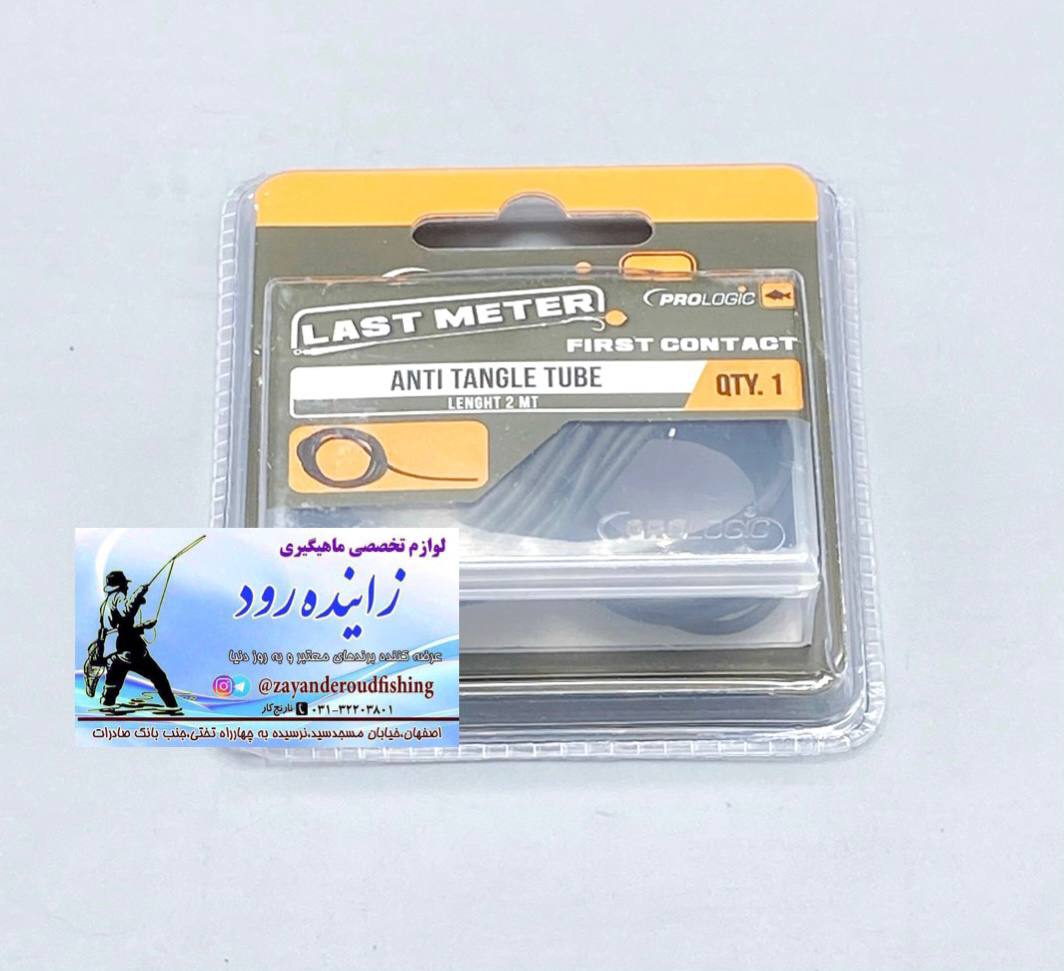 LAST METER
PROLOGIC
FIRST CONTACT
ANTI TANGLE TUBE
QTY. 1
LENGHT 2 MT
PROLOGIC
لوازم تخصصی ماهیگیری
زاینده رود
عرضه کننده برندهای معتبر و به روز دنیا
@zayanderoudfishing
۰۳۱-۳۲۲۰۳۸۰۱ نارنج‌کار
اصفهان،خیابان مسجدسید،نرسیده به چهارراه تختی،جنب بانک صادرات